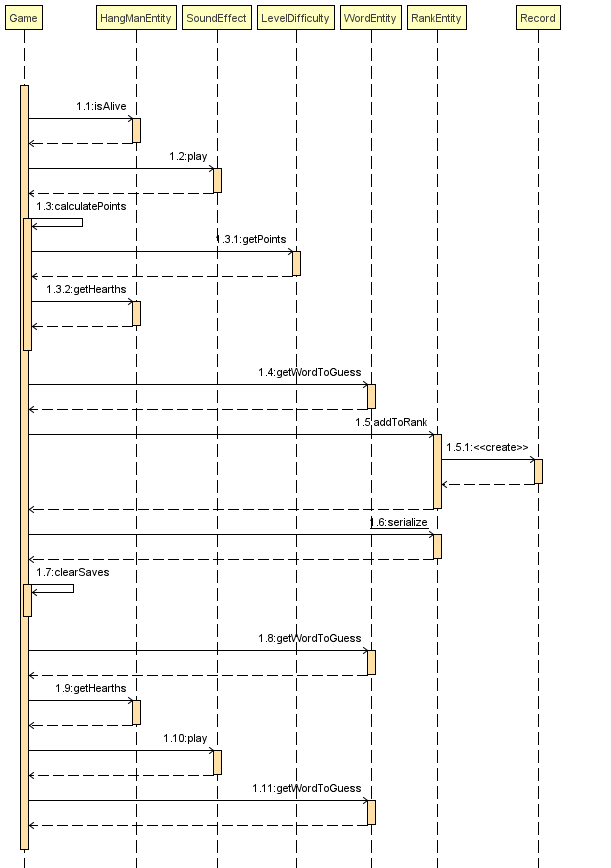 Game HangManEntity SoundEffect LevelDifficulty WordEntity RankEntity Record
1.1:isAlive
1.2:play
1.3:calculatePoints
1.3.1:getPoints
1.3.2:getHearths
1.4:getWordToGuess
1.5:addToRank
1.5.1:<<create>>
1.6:serialize
1.7:clearSaves
1.8:getWordToGuess
1.9:getHearths
1.10:play
1.11:getWordToGuess